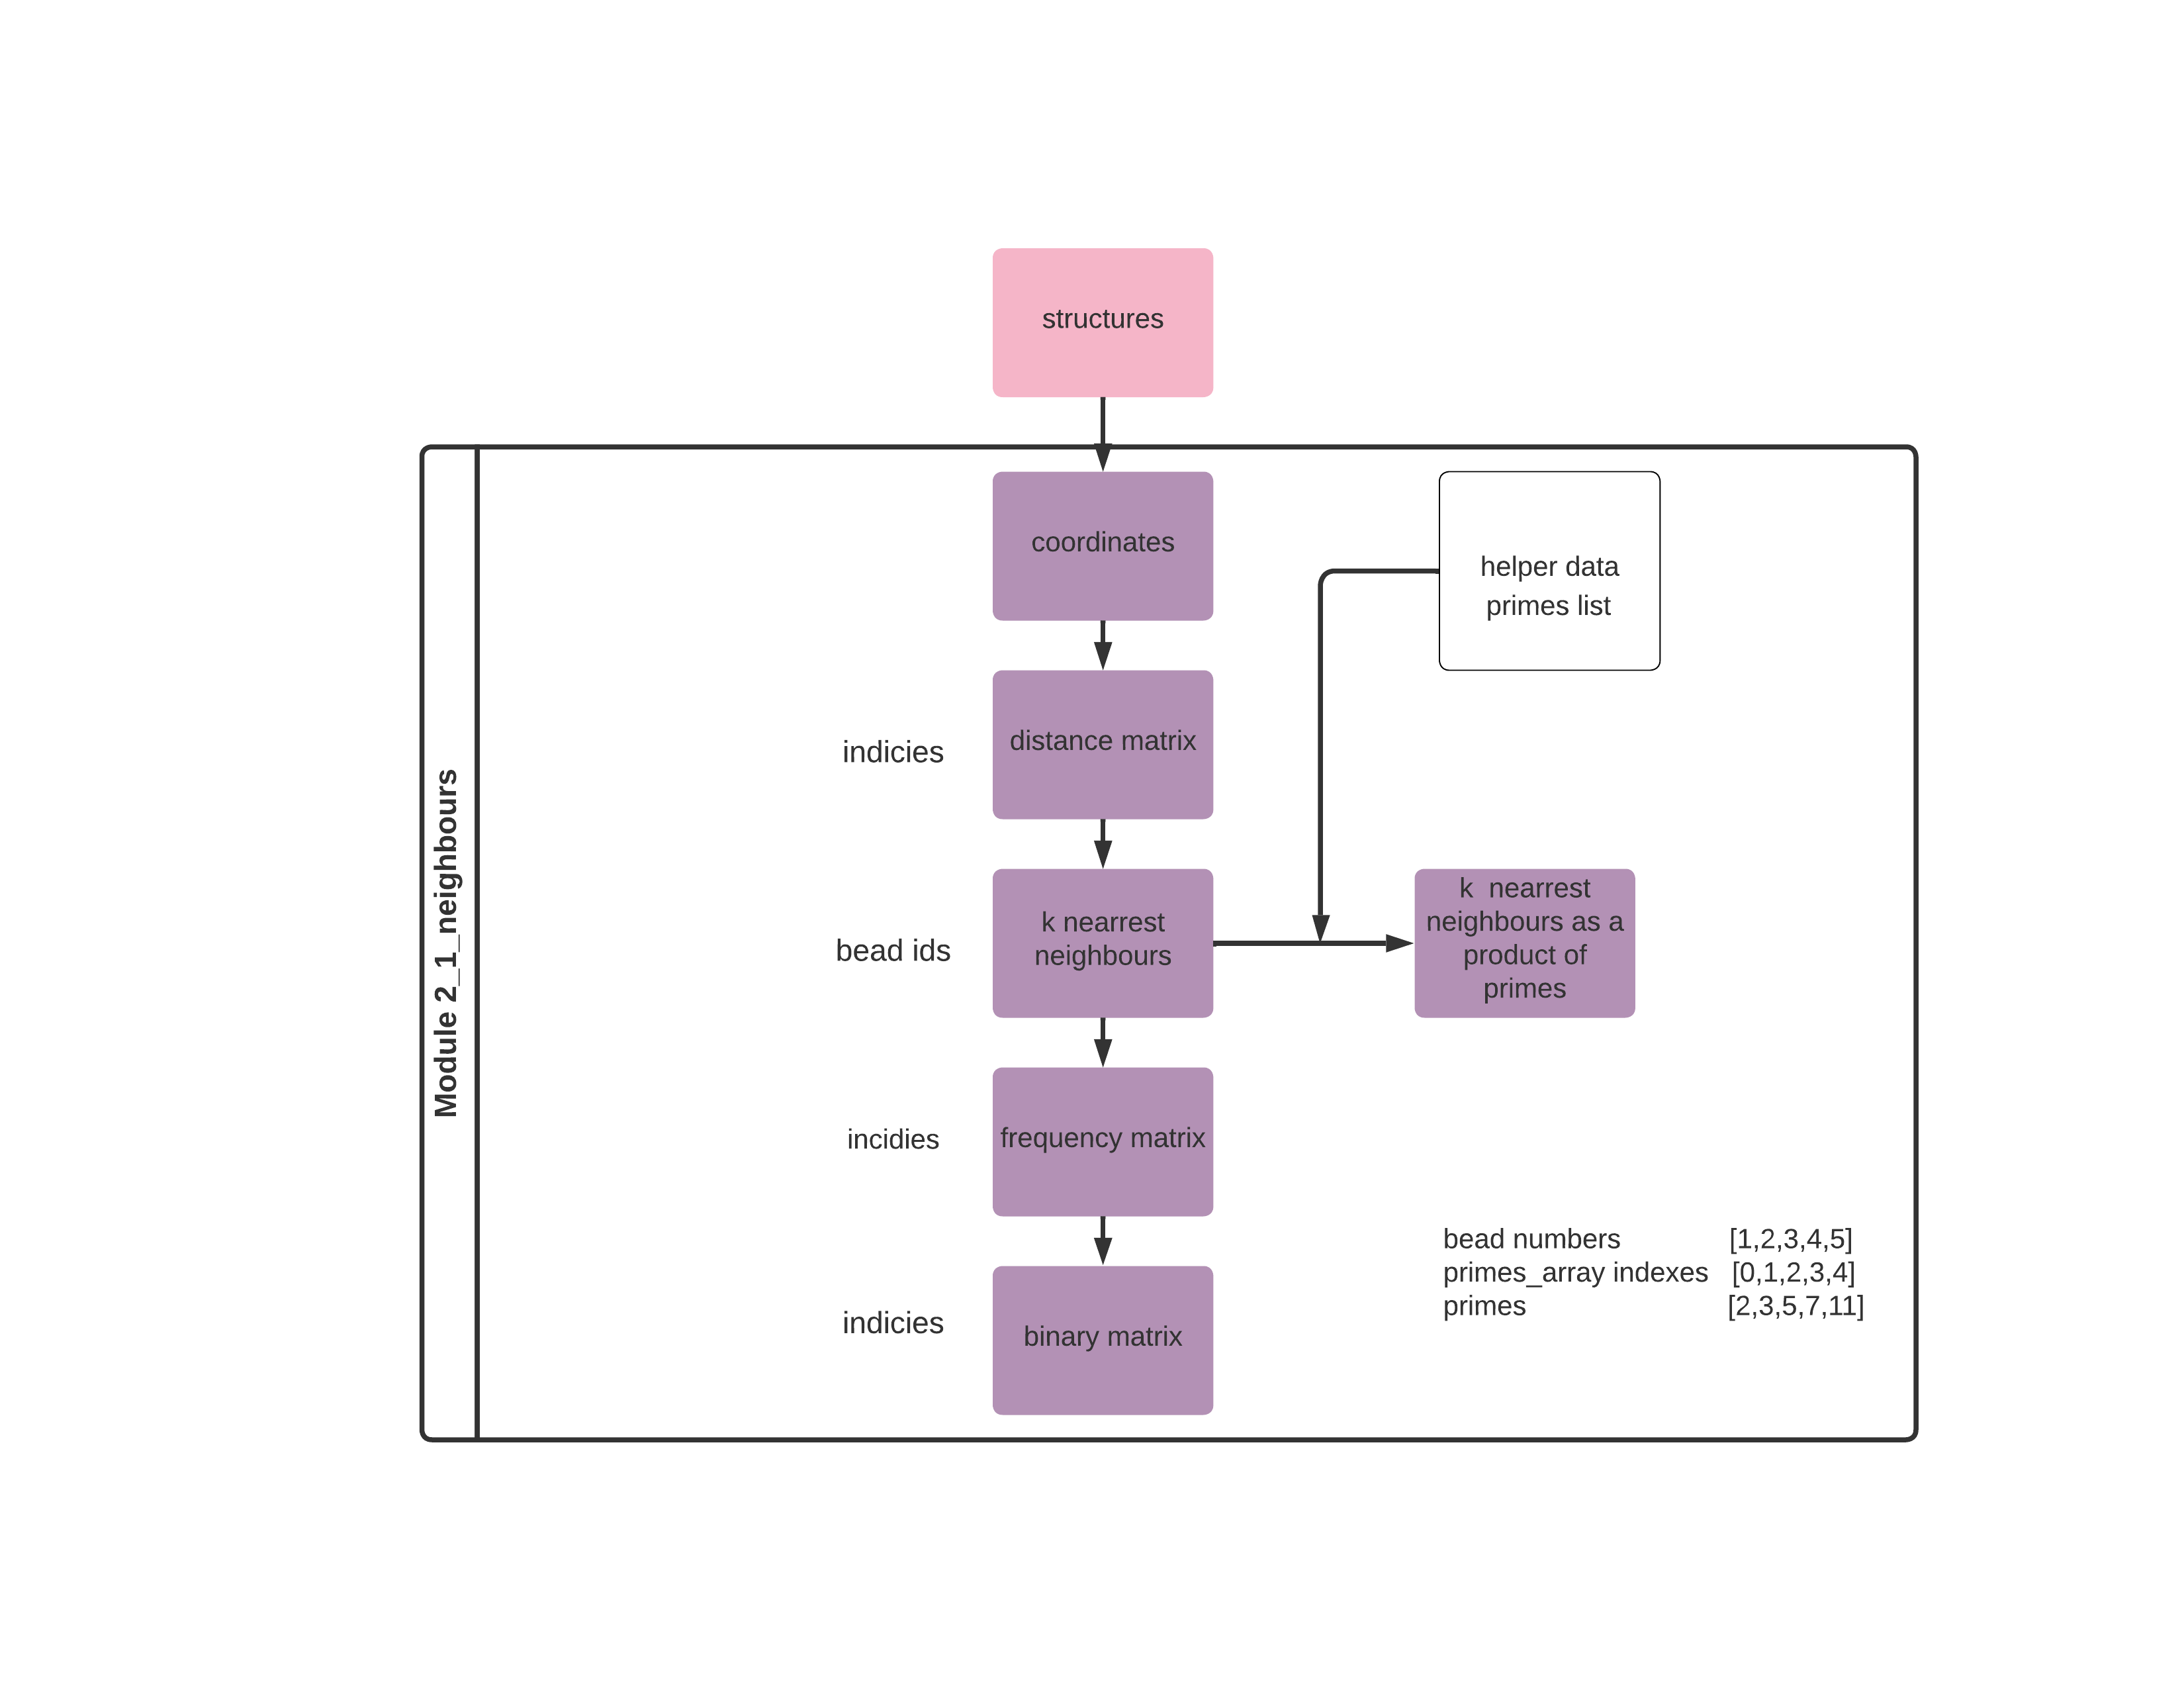 structures
Module 2_1_neighbours
coordinates
helper data
primes list
indicies
distance matrix
bead ids
k nearrest
neighbours
k  nearrest
neighbours as a
product of
primes
incidies
frequency matrix
bead numbers [1,2,3,4,5]
primes_array indexes [0,1,2,3,4]
primes [2,3,5,7,11]
indicies
binary matrix